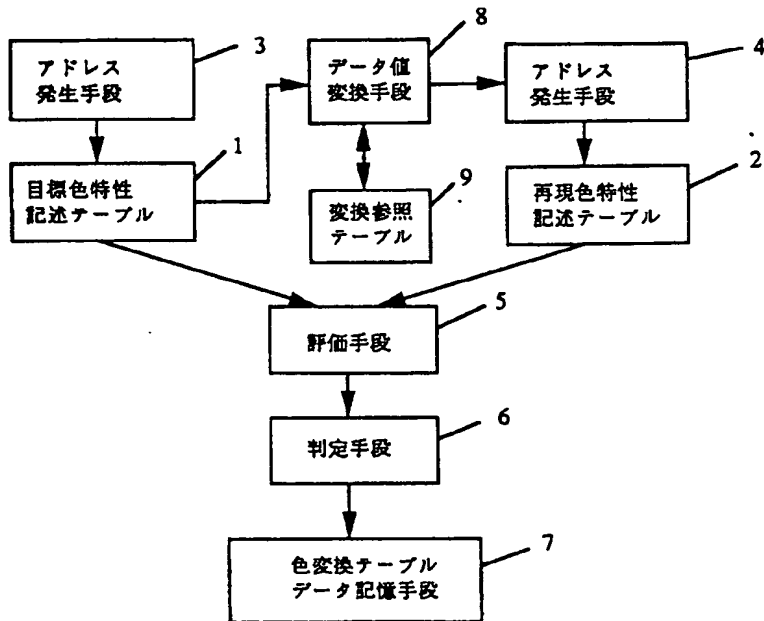 3
アドレス
発生手段
8
データ値
変換手段
4
アドレス
発生手段
1
目標色特性
記述テーブル
9
変換参照
テーブル
2
再現色特性
記述テーブル
5
評価手段
6
判定手段
7
色変換テーブル
データ記憶手段